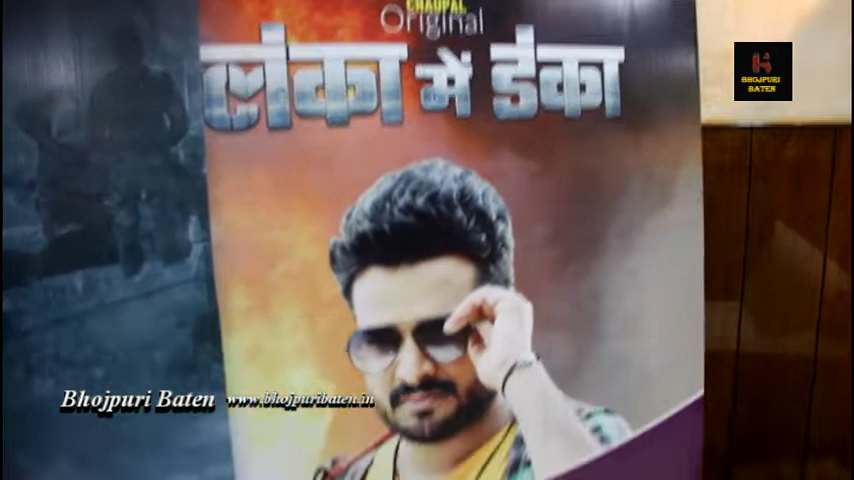 CHAUPAL
Original
लंका में डंका
BHOJPURI
BATEN
Bhojpuri Baten www.bhojpuribaten.in